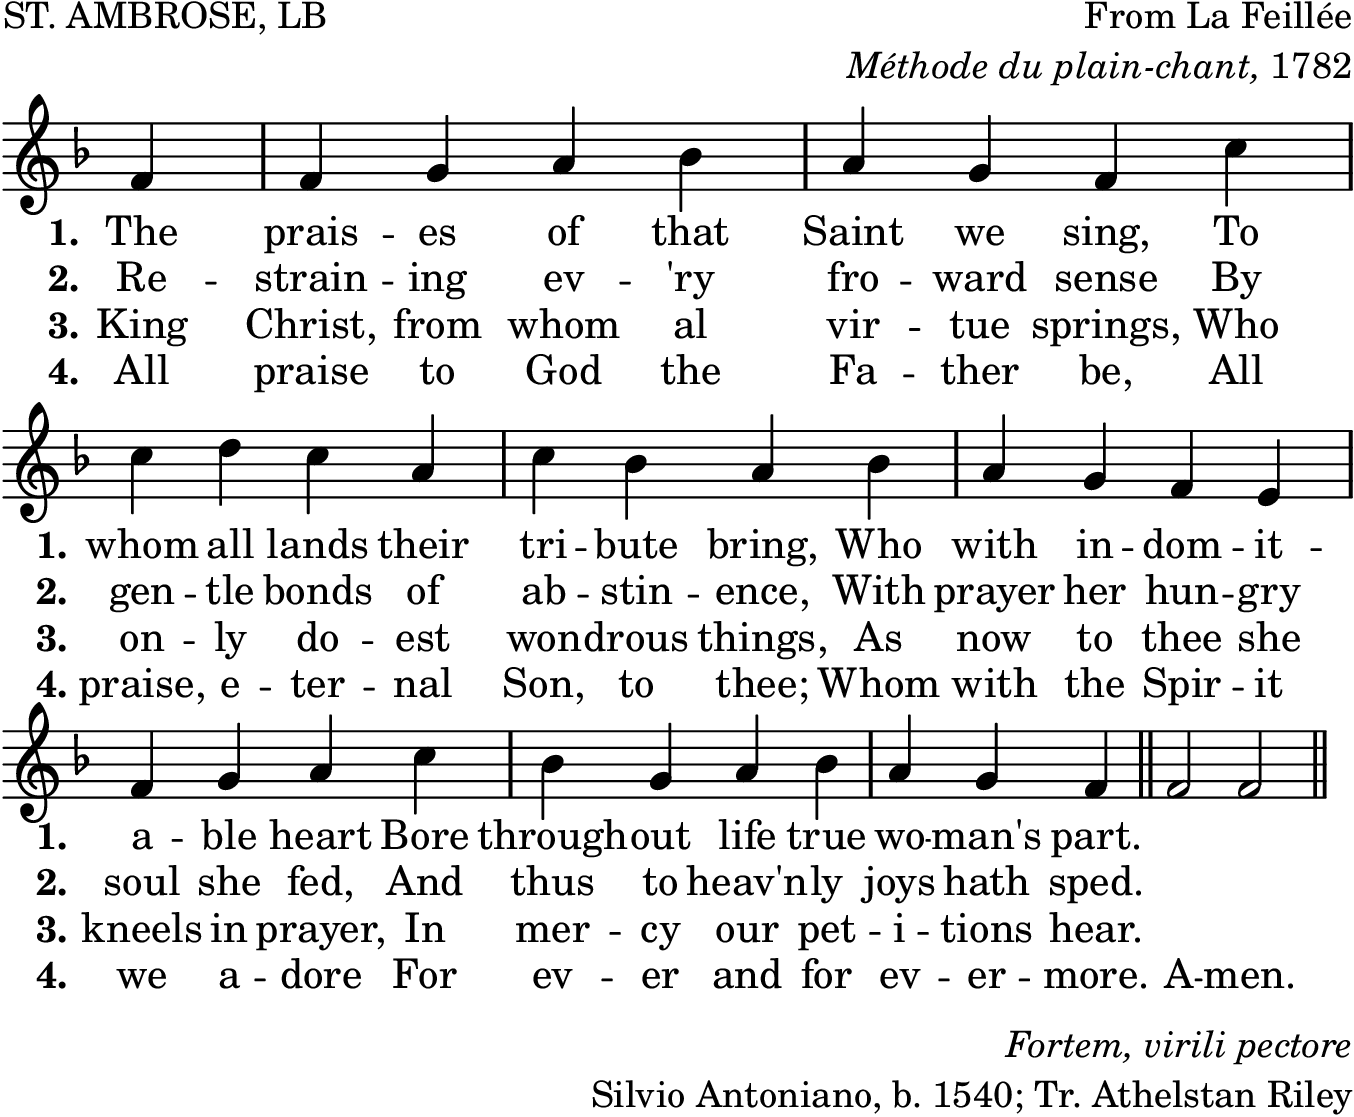 ST. AMBROSE, LB From La Feillée
Méthode du plain-chant, 1782
1. The prais - es of that Saint we sing, To
2. Re - strain - ing ev - 'ry fro - ward sense By
3. King Christ, from whom al vir - tue springs, Who
4. All praise to God the Fa - ther be, All
1. whom all lands their tri - bute bring, Who with in - dom - it -
2. gen - tle bonds of ab - stin - ence, With prayer her hun - gry
3. on - ly do - est wondrous things, As now to thee she
4. praise, e - ter - nal Son, to thee; Whom with the Spir - it
1. a - ble heart Bore throughout life true wo - man's part.
2. soul she fed, And thus to heav'nly joys hath sped.
3. kneels in prayer, In mer - cy our pet - i - tions hear.
4. we a - dore For ev - er and for ev - er - more. A - men.
Fortem, virili pectore
Silvio Antoniano, b. 1540; Tr. Athelstan Riley